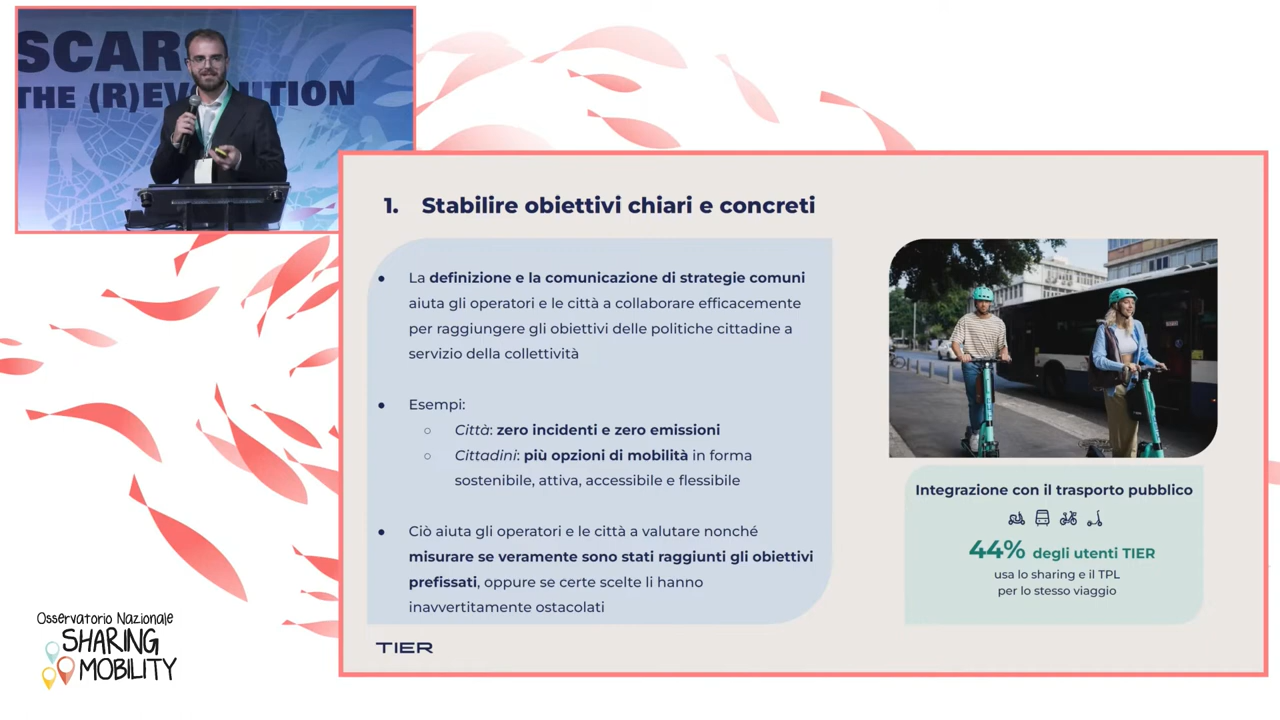 SCAR
THE (R)EV LUTION
1. Stabilire obiettivi chiari e concreti
● La definizione e la comunicazione di strategie comuni
aiuta gli operatori e le città a collaborare efficacemente
per raggiungere gli obiettivi delle politiche cittadine a
servizio della collettività
● Esempi:
○ Città: zero incidenti e zero emissioni
○ Cittadini: più opzioni di mobilità in forma
sostenibile, attiva, accessibile e flessibile
● Ciò aiuta gli operatori e le città a valutare nonché
misurare se veramente sono stati raggiunti gli obiettivi
prefissati, oppure se certe scelte li hanno
inavvertitamente ostacolati
Integrazione con il trasporto pubblico
44% degli utenti TIER
usa lo sharing e il TPL
per lo stesso viaggio
TIER
Osservatorio Nazionale
SHARING
MOBILITY